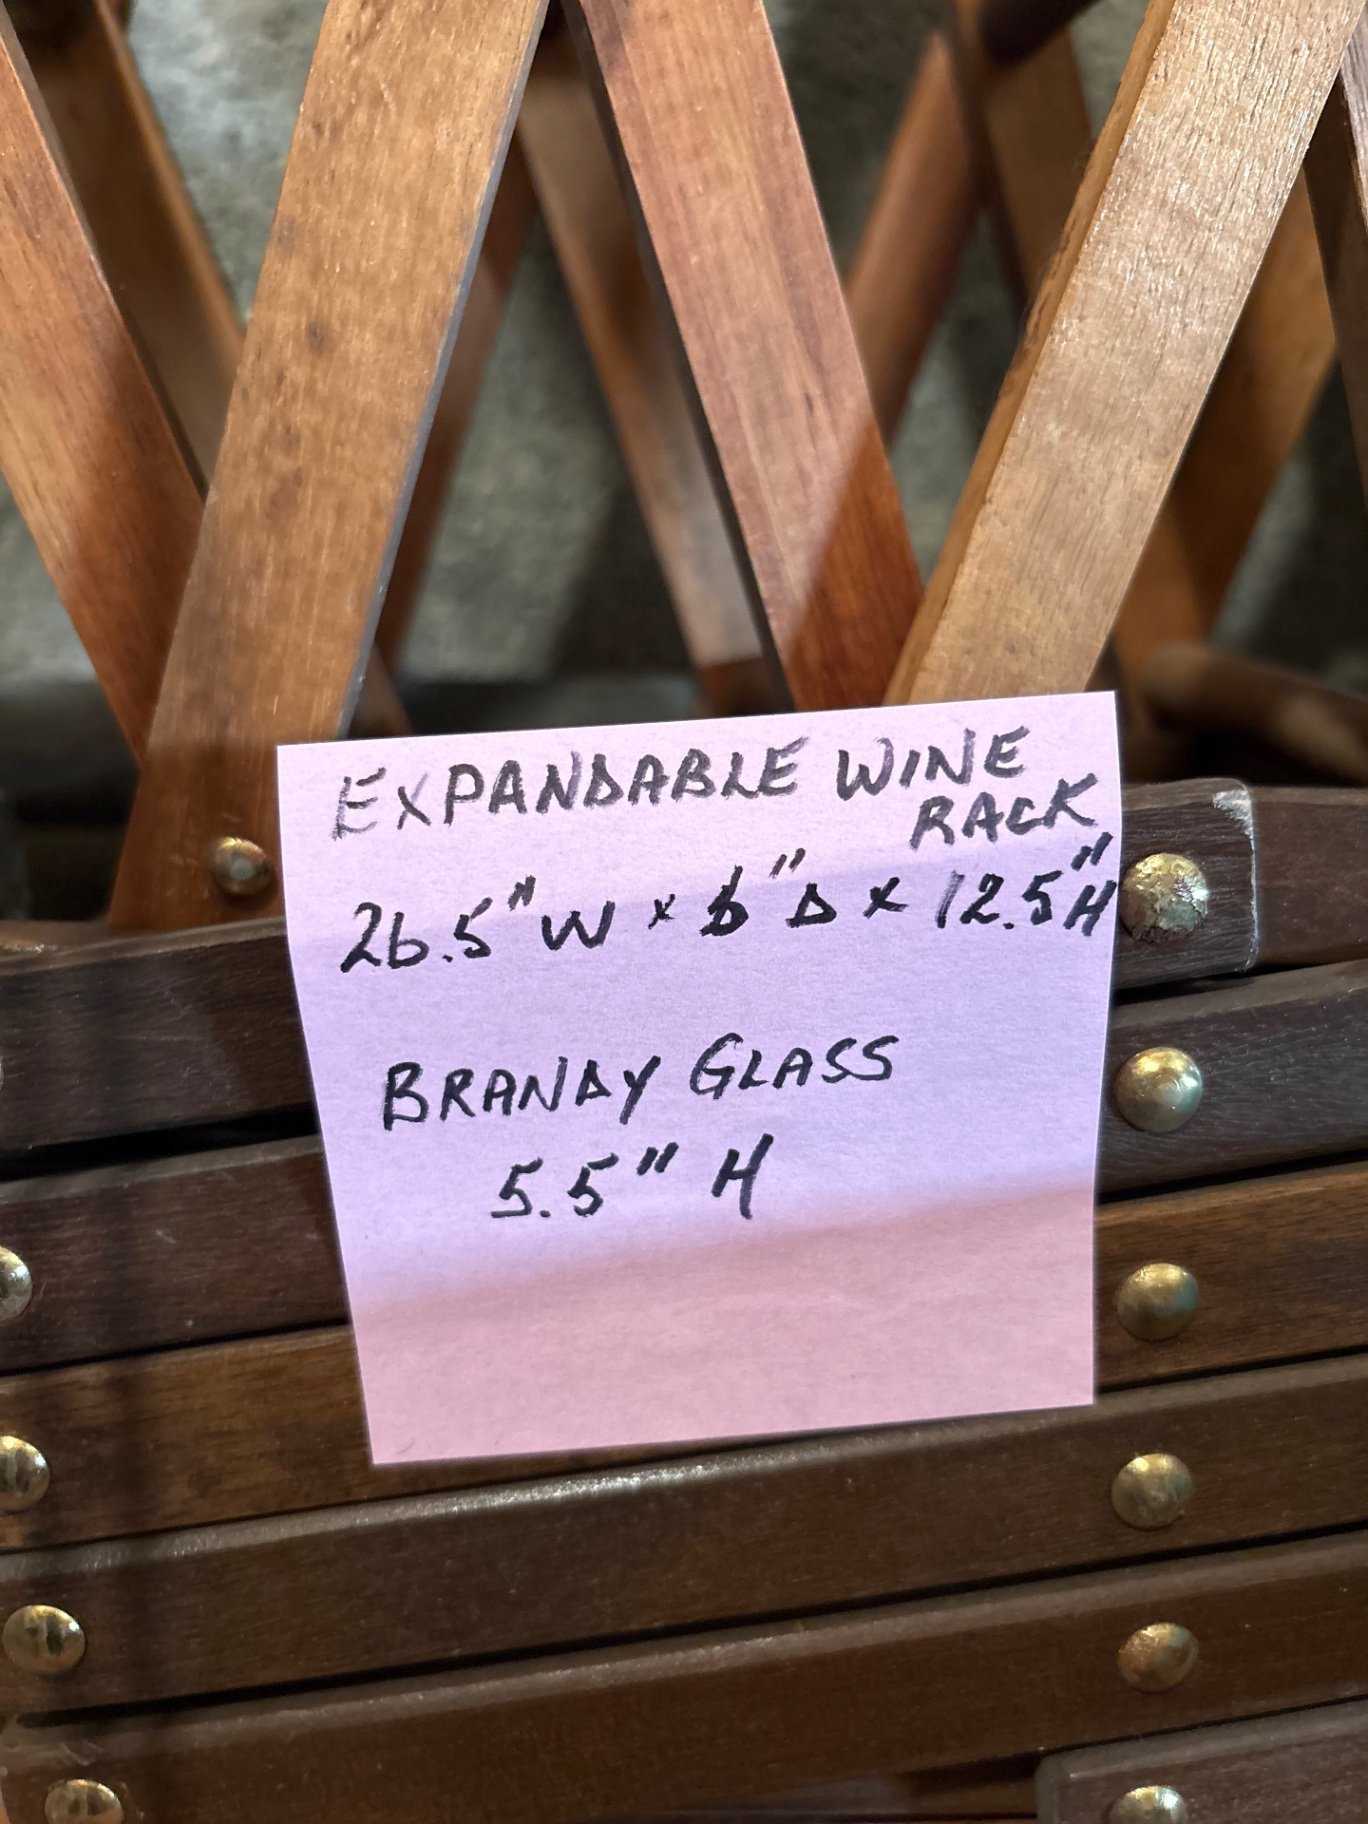 EXPANDABLE WINE
RACK
26.5" W x 6" D x 12.5" H
BRANDY GLASS
5.5" H